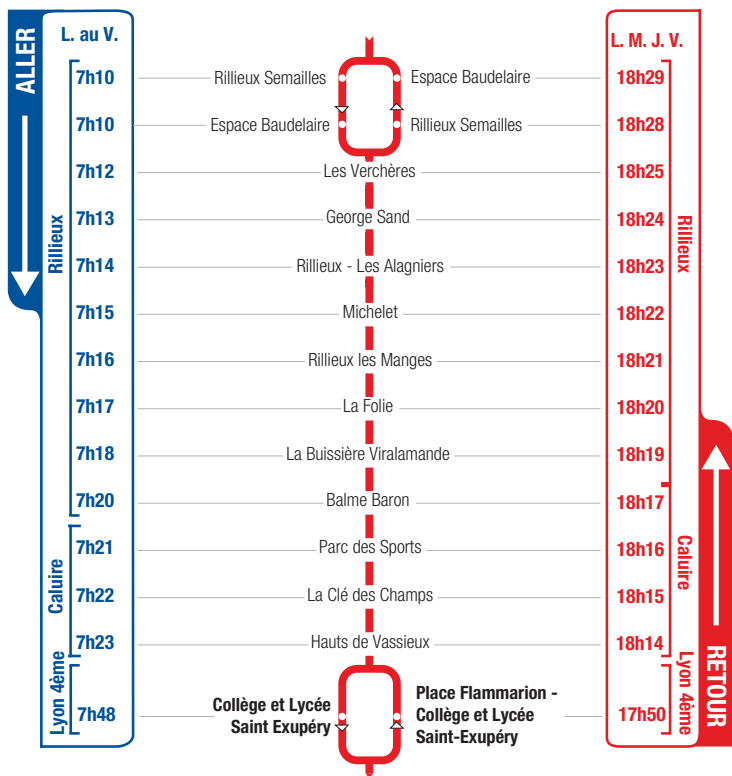 ALLER
L. au V.
L. M. J. V.
7h10 Rillieux Semailles Espace Baudelaire 18h29
7h10 Espace Baudelaire Rillieux Semailles 18h28
7h12 Les Verchères 18h25
7h13 George Sand 18h24
Rillieux
Rillieux
7h14 Rillieux - Les Alagniers 18h23
7h15 Michelet 18h22
7h16 Rillieux les Manges 18h21
7h17 La Folie 18h20
7h18 La Buissière Viralamande 18h19
7h20 Balme Baron 18h17
7h21 Parc des Sports 18h16
Caluire
Caluire
7h22 La Clé des Champs 18h15
7h23 Hauts de Vassieux 18h14
RETOUR
Lyon 4ème
Lyon 4ème
7h48
Collège et Lycée
Saint Exupéry
Place Flammarion -
Collège et Lycée
Saint-Exupéry
17h50